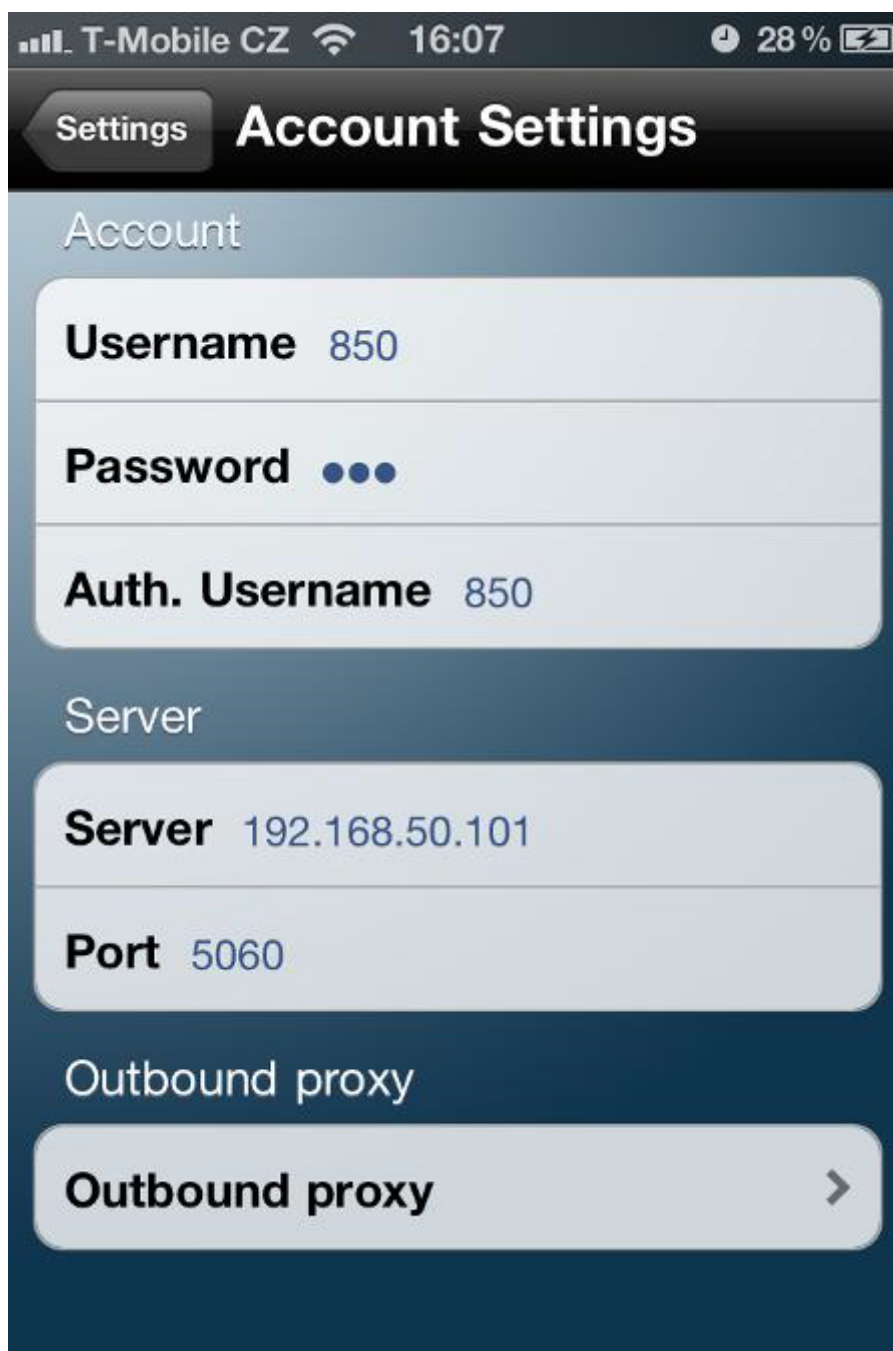 T-Mobile CZ 16:07 28%
Settings Account Settings
Account
Username 850
Password •••
Auth. Username 850
Server
Server 192.168.50.101
Port 5060
Outbound proxy
Outbound proxy